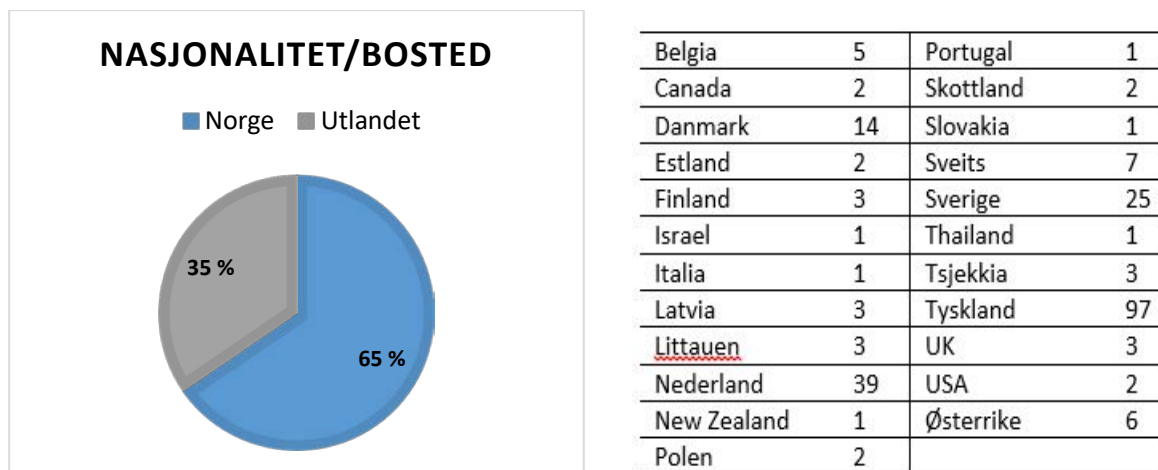 NASJONALITET/BOSTED
Norge Utlandet
35 %
65 %
Belgia 5 Portugal 1
Canada 2 Skottland 2
Danmark 14 Slovakia 1
Estland 2 Sveits 7
Finland 3 Sverige 25
Israel 1 Thailand 1
Italia 1 Tsjekkia 3
Latvia 3 Tyskland 97
Littauen 3 UK 3
Nederland 39 USA 2
New Zealand 1 Østerrike 6
Polen 2